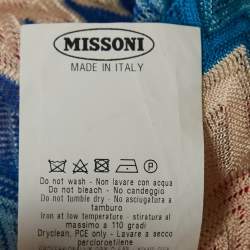 MISSONI
MADE IN ITALY
P
Do not wash - Non lavare con acqua
Do not bleach - No candeggio
Do not tumble dry - No asciugatura a
tamburo
Iron at low temperature - stiratura al
massimo a 110 gradi
Dryclean, PCE only - Lavare a secco
percloroetilene